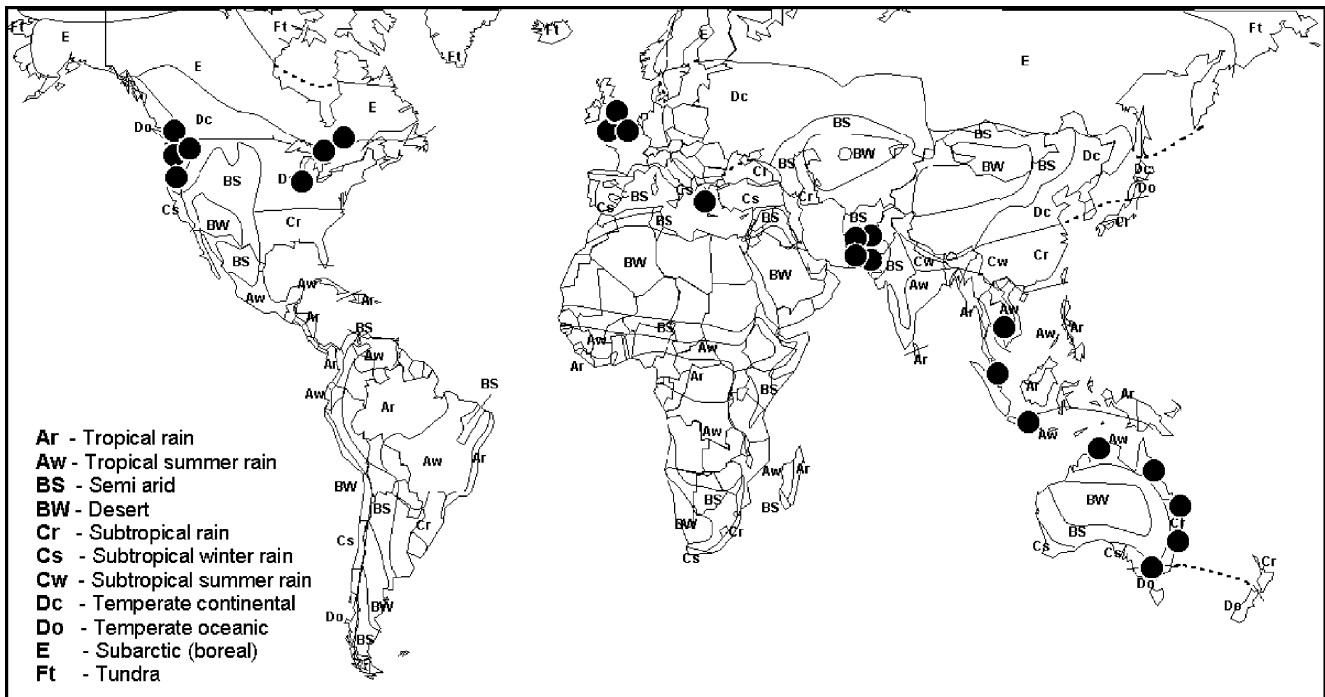 Ft Ft Ft Ft
E E
Ft
E E
Dc
E
Do Dc BS
BS
BW Dc
BS BW BS
Cr Dc
D BS
Cs Do
BS Cs Cr
Cs Cs BS BS Dc
BW Cr BS Cr
BS BW BS Cw Cw Cr
BW
Aw Aw
Aw Ar
Ar Ar Aw
BS BS Aw Ar
Aw Aw
Aw Ar Ar Ar
Ar BS BS Ar
Aw Ar
Ar
Aw Aw Aw
Aw Ar Aw Ar
BW BS BW
BS BS
Cr BW Cr Cr
BS
Cs Cs Cs Cs
Cr
BW Do
Do Do
BS
Ar - Tropical rain
Aw - Tropical summer rain
BS - Semi arid
BW - Desert
Cr - Subtropical rain
Cs - Subtropical winter rain
Cw - Subtropical summer rain
Dc - Temperate continental
Do - Temperate oceanic
E - Subarctic (boreal)
Ft - Tundra